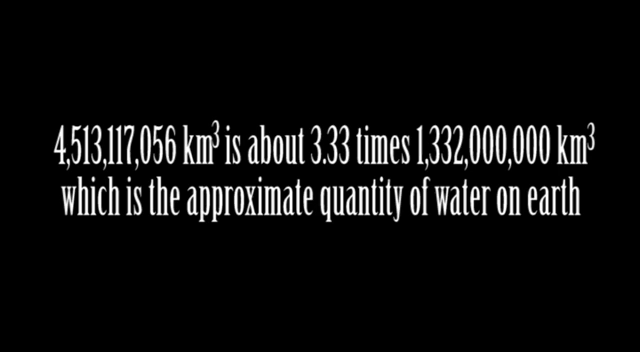 4,513,117,056 km³ is about 3.33 times 1,332,000,000 km³
which is the approximate quantity of water on earth